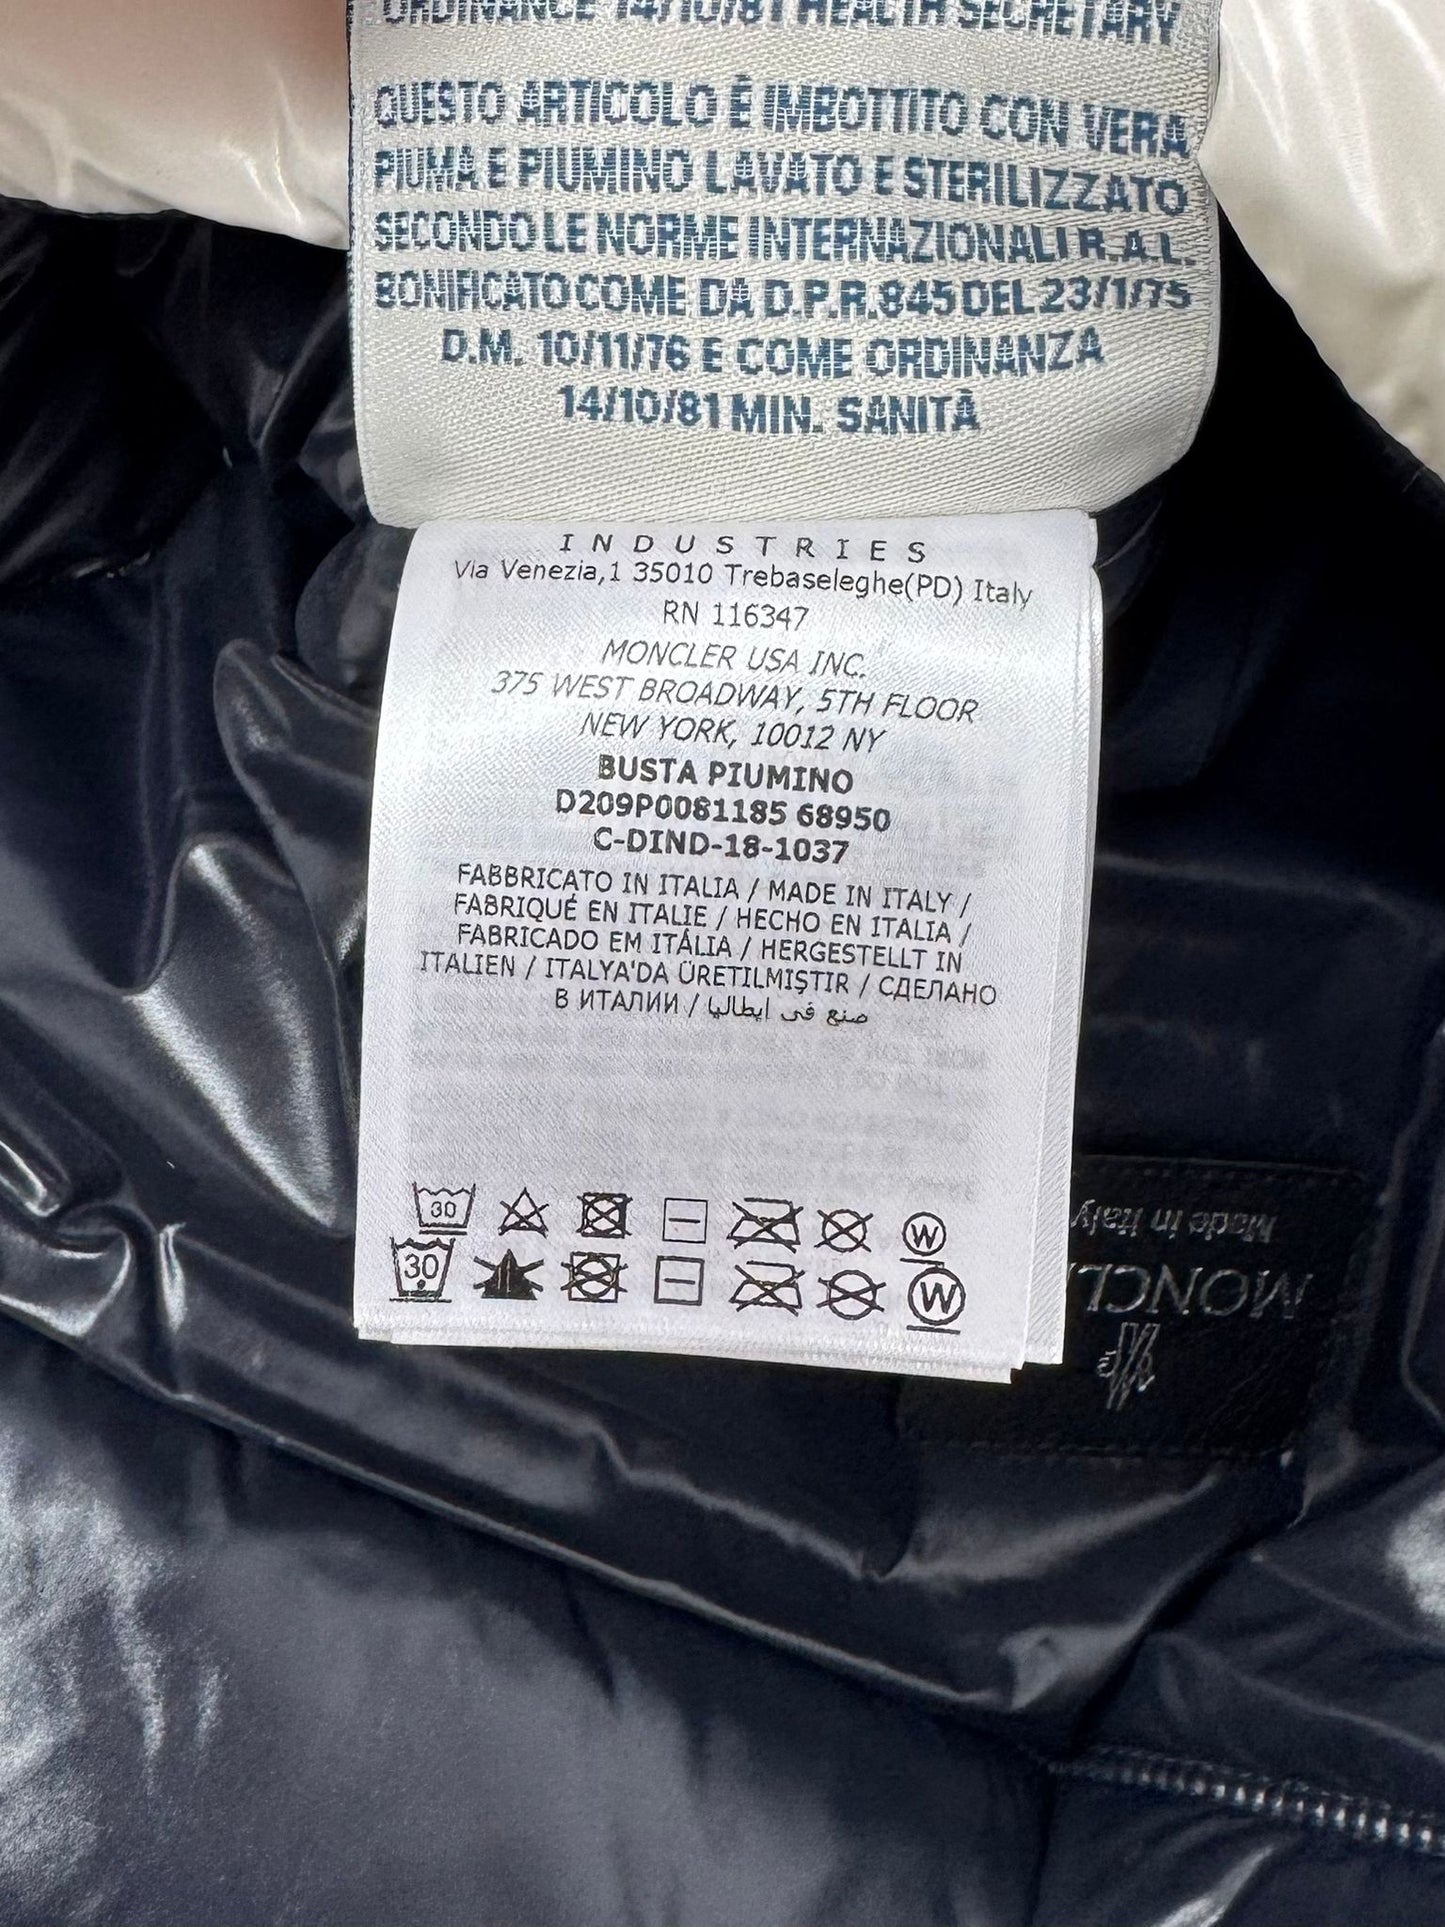 ORDINANCE 14/10/81 HEALTH SECRETARY
QUESTO ARTICOLO È IMBOTTITO CON VERA
PIUMA E PIUMINO LAVATO E STERILIZZATO
SECONDO LE NORME INTERNAZIONALI R.A.L.
BONIFICATO COME DA D.P.R.845 DEL 23/1/75
D.M. 10/11/76 E COME ORDINANZA
14/10/81 MIN. SANITÀ
INDUSTRIES
Via Venezia,1 35010 Trebaseleghe(PD) Italy
RN 116347
MONCLER USA INC.
375 WEST BROADWAY, 5TH FLOOR
NEW YORK, 10012 NY
BUSTA PIUMINO
D209P0081185 68950
C-DIND-18-1037
FABBRICATO IN ITALIA / MADE IN ITALY /
FABRIQUÉ EN ITALIE / HECHO EN ITALIA /
FABRICADO EM ITÁLIA / HERGESTELLT IN
ITALIEN / ITALYA'DA ÜRETILMIŞTIR / СДЕЛАНО
В ИТАЛИИ / صنع في ايطاليا
30 W
30 W
Made in Italy
MONCL